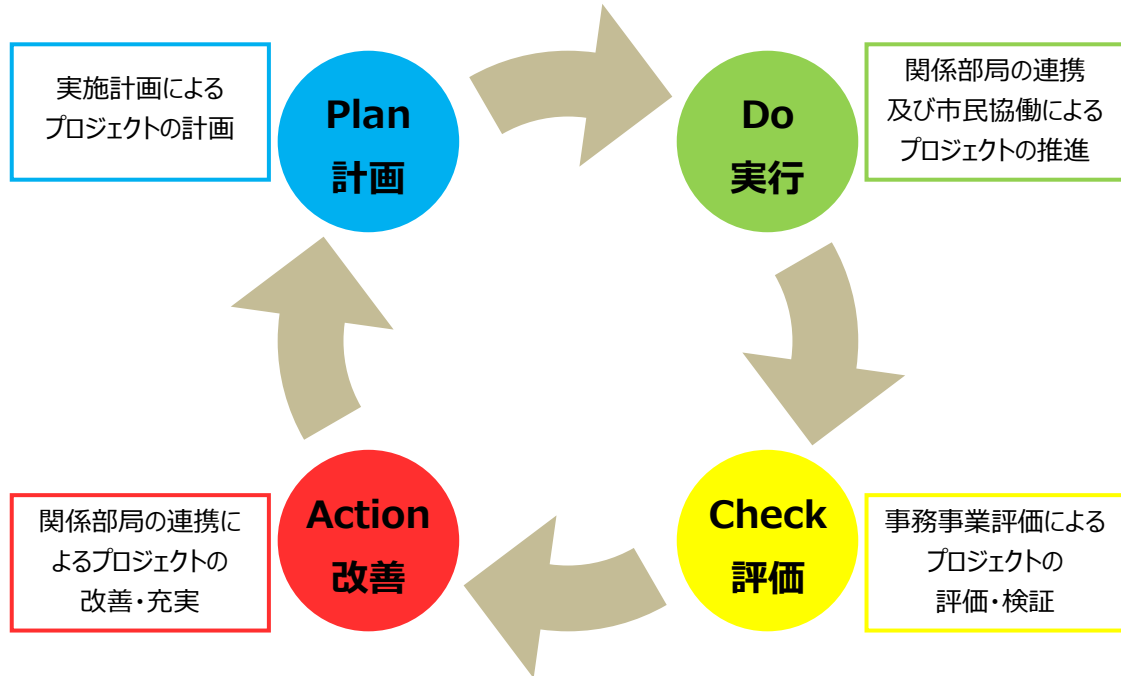 実施計画による
プロジェクトの計画
Plan
計画
Do
実行
関係部局の連携
及び市民協働による
プロジェクトの推進
関係部局の連携に
よるプロジェクトの
改善・充実
Action
改善
Check
評価
事務事業評価による
プロジェクトの
評価・検証